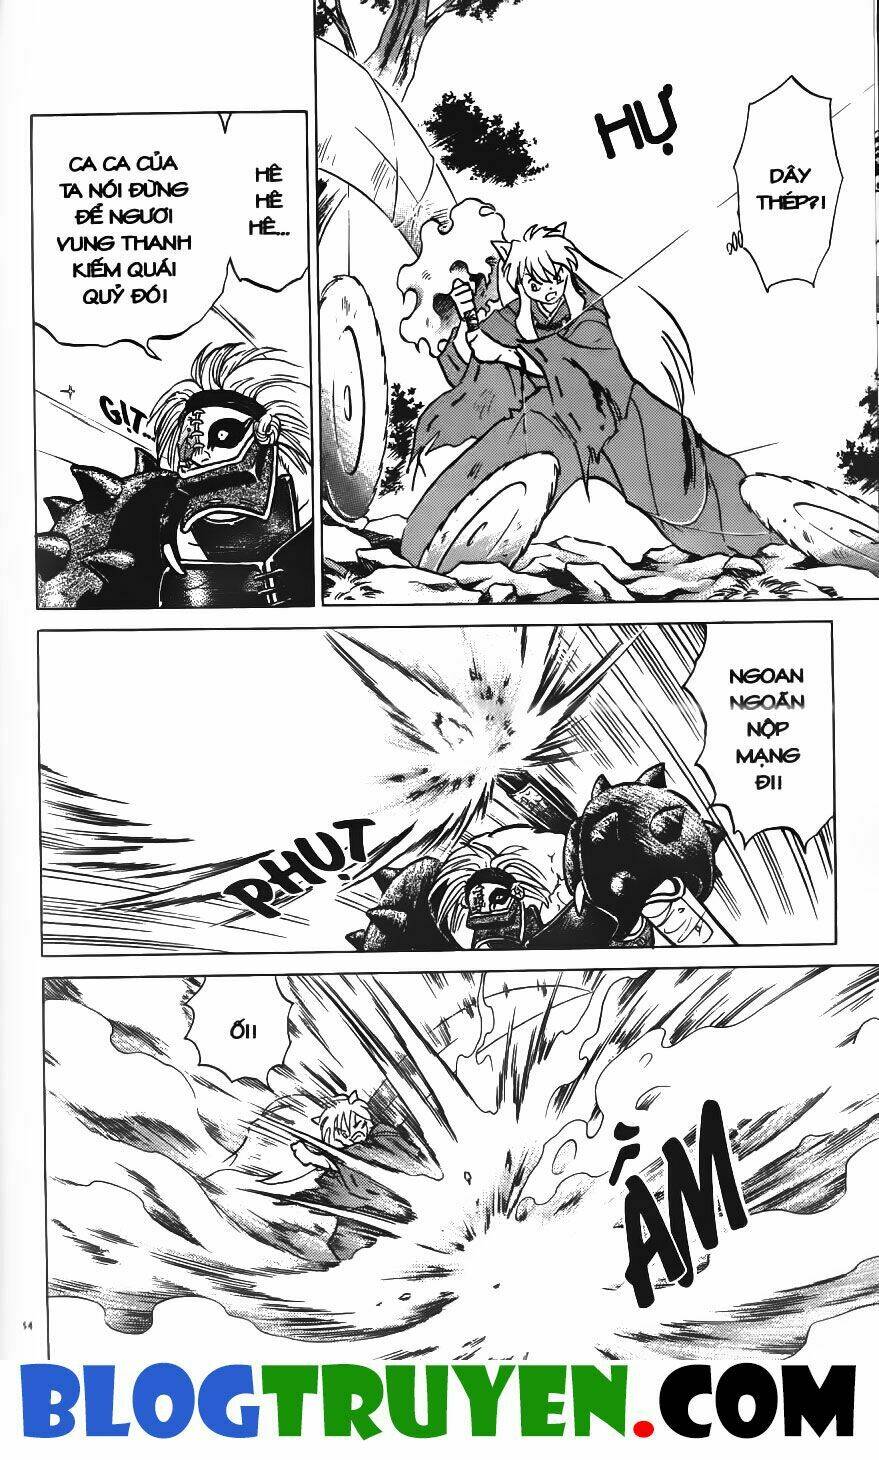 HỰ
DÂY
THÉP?!
HÊ
HÊ
HÊ...
CA CA CỦA
TA NÓI ĐỪNG
ĐỂ NGƯƠI
VUNG THANH
KIẾM QUÁI
QUỶ ĐÓ!
GỊT...
NGOAN
NGOÃN
NỘP
MẠNG
ĐI!
PHỤT
ỐI!
ẦM
54
BLOGTRUYEN.COM